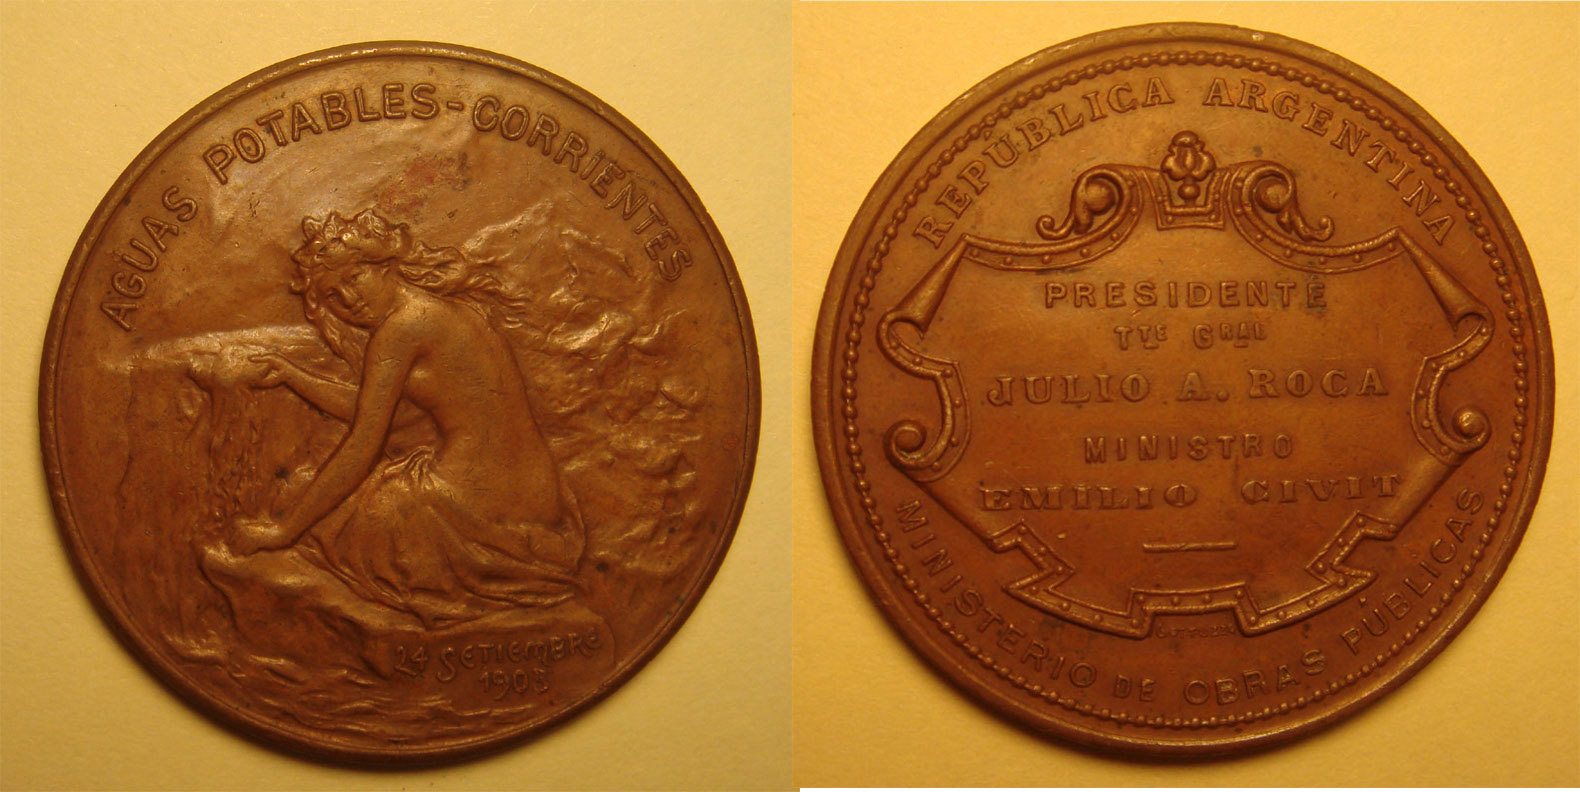 AGUAS POTABLES-CORRIENTES
24 SETIEMBRE
1903
REPÚBLICA ARGENTINA
PRESIDENTE
TTE GRAL
JULIO A. ROCA
MINISTRO
EMILIO CIVIT
MINISTERIO DE OBRAS PÚBLICAS